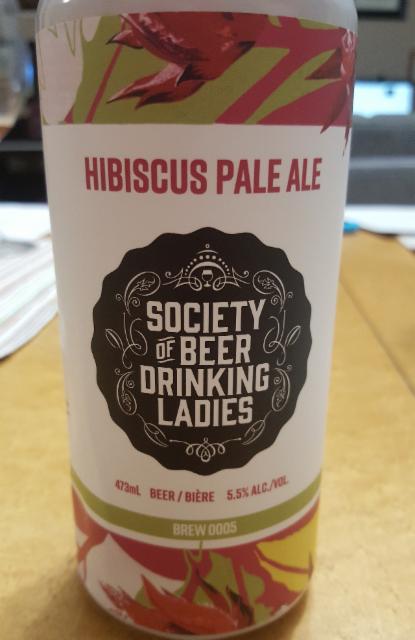 HIBISCUS PALE ALE
SOCIETY
OF BEER
DRINKING
LADIES
473mL BEER / BIÈRE 5.5% ALC./VOL.
BREW 0005